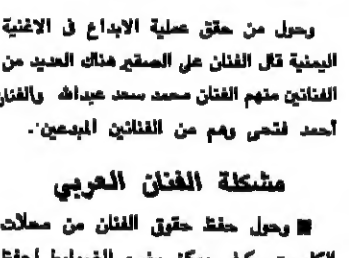 وحول من حقق عملية الابداع في الاغنية
اليمنية قال الفنان علي الصقير هناك العديد من
الفنانين منهم الفنان محمد سعد عبدالله والفنان
أحمد فتحي وهم من الفنانين المبدعين.
مشكلة الفنان العربي
■ وحول حفظ حقوق الفنان من محلات